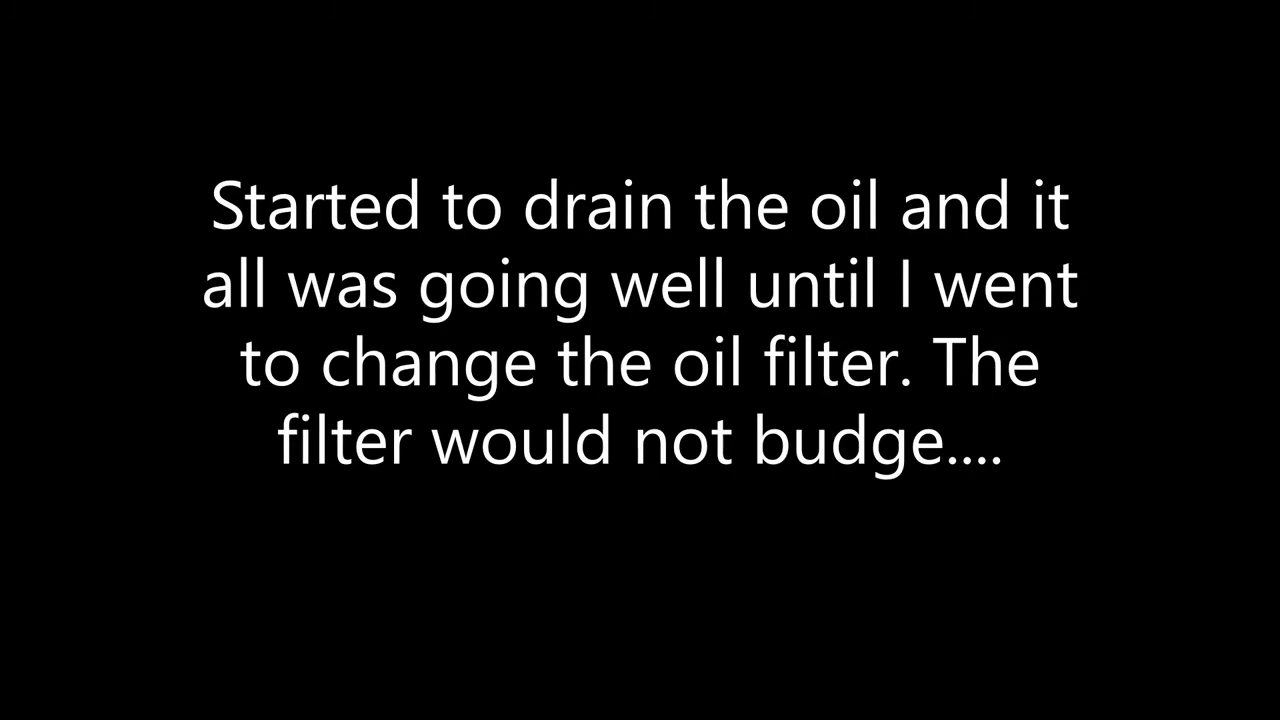 Started to drain the oil and it
all was going well until I went
to change the oil filter. The
filter would not budge....